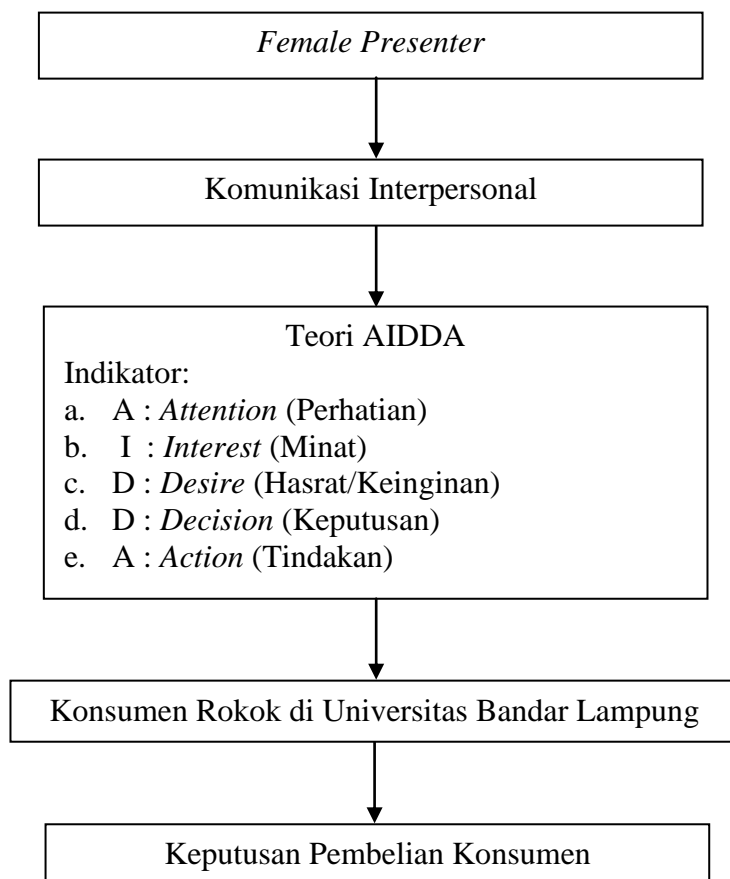 Female Presenter
Komunikasi Interpersonal
Teori AIDDA
Indikator:
a. A : Attention (Perhatian)
b. I : Interest (Minat)
c. D : Desire (Hasrat/Keinginan)
d. D : Decision (Keputusan)
e. A : Action (Tindakan)
Konsumen Rokok di Universitas Bandar Lampung
Keputusan Pembelian Konsumen